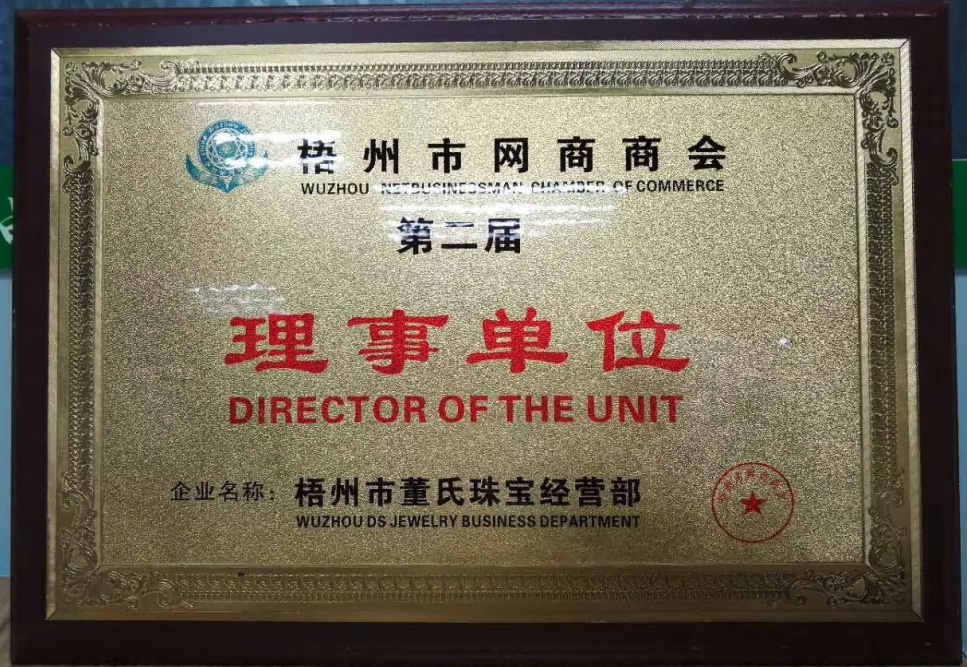 梧州市网商商会
WUZHOU NETBUSINESSMAN CHAMBER OF COMMERCE
第二届
理事单位
DIRECTOR OF THE UNIT
企业名称：梧州市董氏珠宝经营部
WUZHOU DS JEWELRY BUSINESS DEPARTMENT